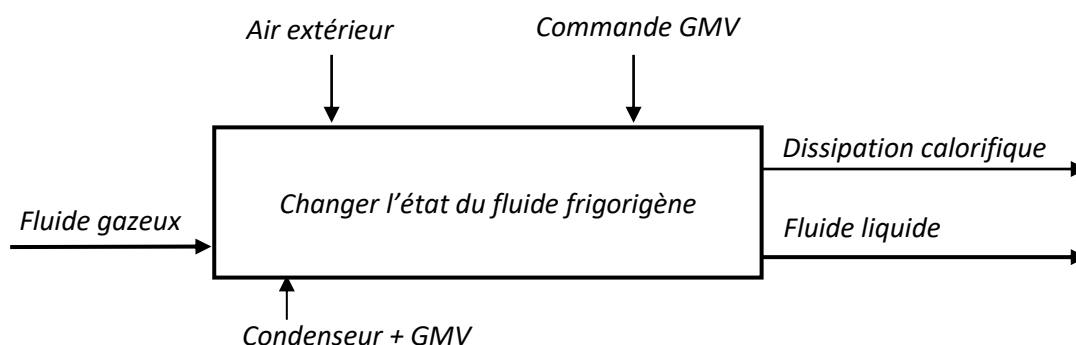 Air extérieur
Commande GMV
Dissipation calorifique
Changer l’état du fluide frigorigène
Fluide gazeux
Fluide liquide
Condenseur + GMV